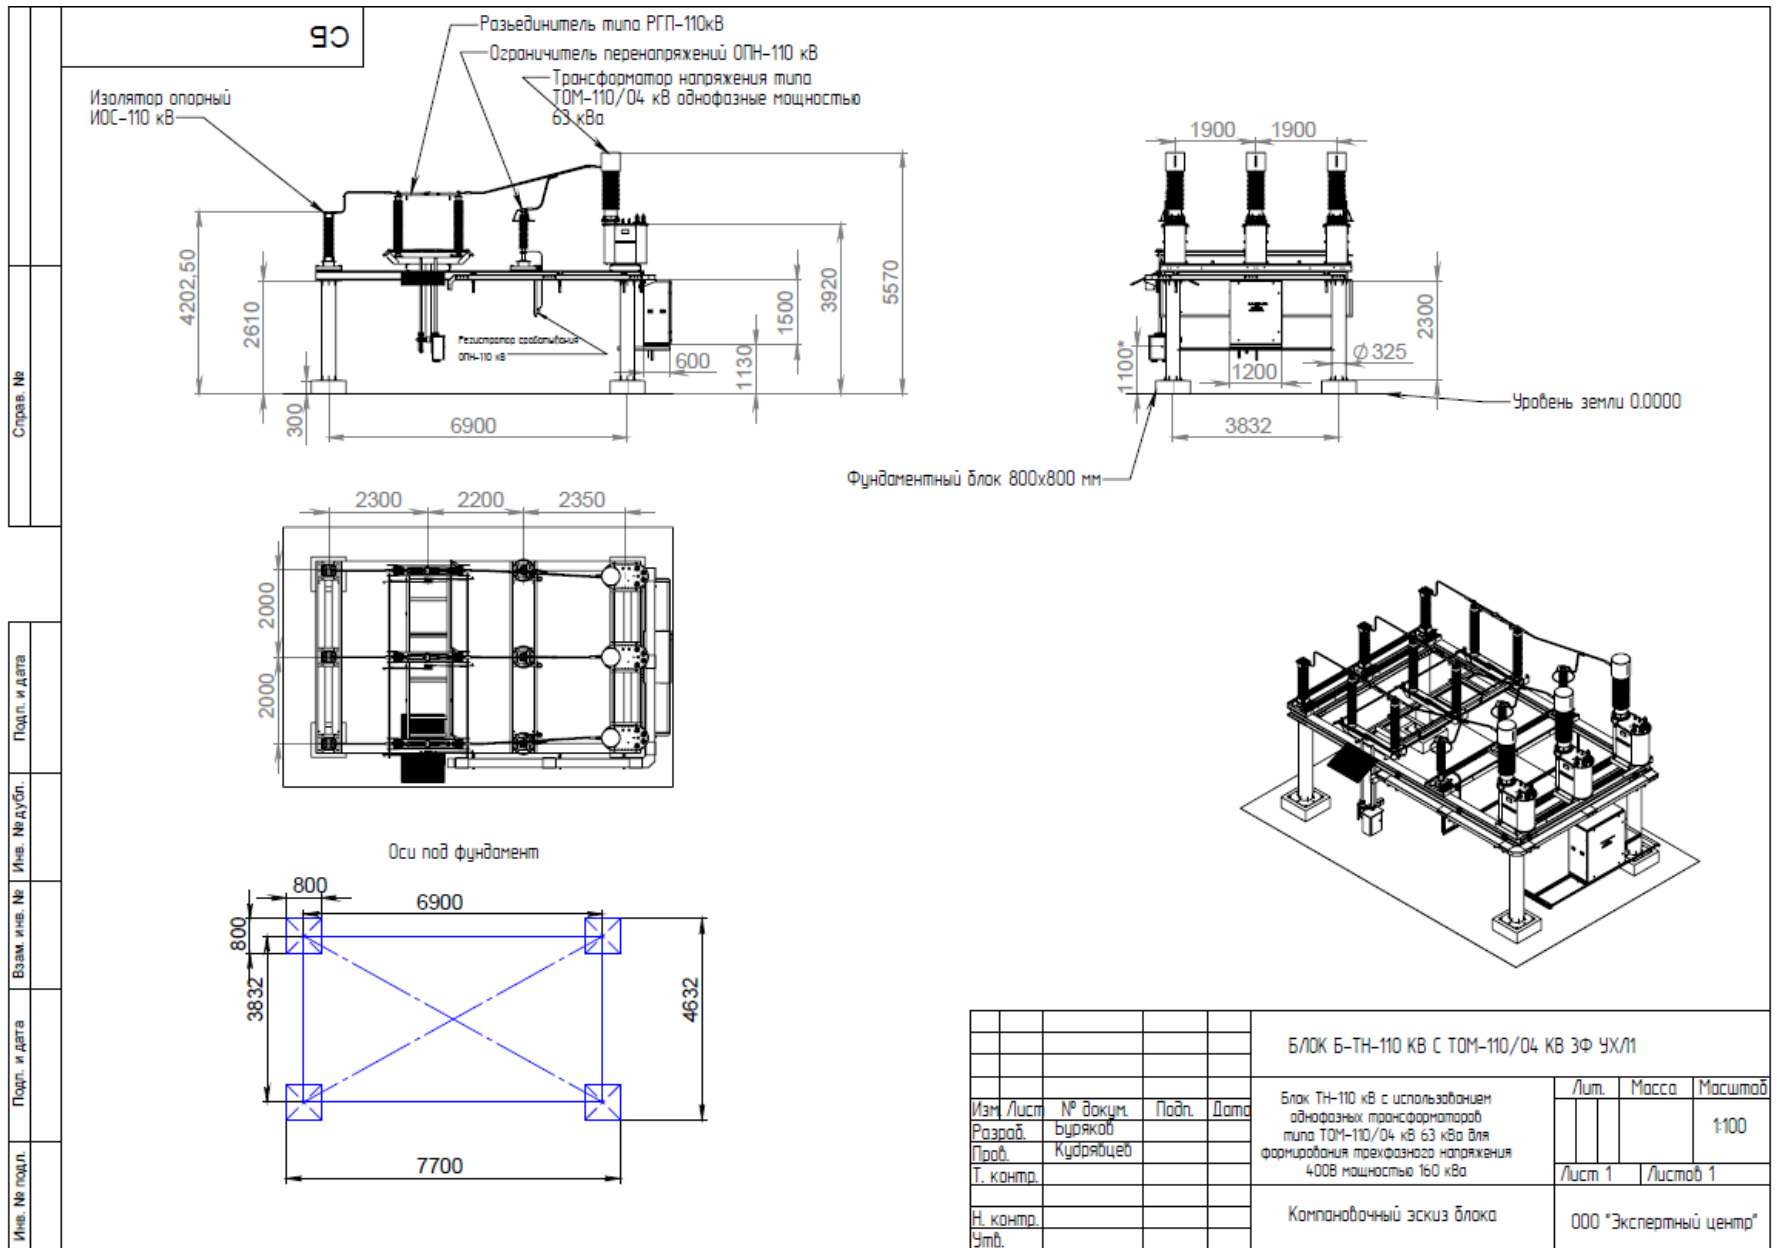 СБ
Разъединитель типа РГП-110кВ
Ограничитель перенапряжений ОПН-110 кВ
Трансформатор напряжения типа
ТОМ-110/04 кВ однофазные мощностью
63 кВа
Изолятор опорный
ИОС-110 кВ
4202,50
2610
300
6900
Регистратор срабатывания
ОПН-110 кВ
600
1130
1500
3920
5570
1900
1900
1100*
1200
Ø325
2300
3832
Уровень земли 0.0000
Фундаментный блок 800х800 мм
2300
2200
2350
2000
2000
Оси под фундамент
800
6900
800
3832
4632
7700
Справ. №
Подп. и дата
Инв. № дубл.
Взам. инв. №
Подп. и дата
Инв. № подл.
БЛОК Б-ТН-110 КВ С ТОМ-110/04 КВ 3Ф УХЛ1
Изм. Лист № докум. Подп. Дата
Разраб. Буряков
Пров. Кудрявцев
Т. контр.
Н. контр.
Утв.
Блок ТН-110 кВ с использованием
однофазных трансформаторов
типа ТОМ-110/04 кВ 63 кВа для
формирования трехфазного напряжения
400В мощностью 160 кВа
Лит. Масса Масштаб
1:100
Лист 1 Листов 1
Компановочный эскиз блока
ООО "Экспертный центр"